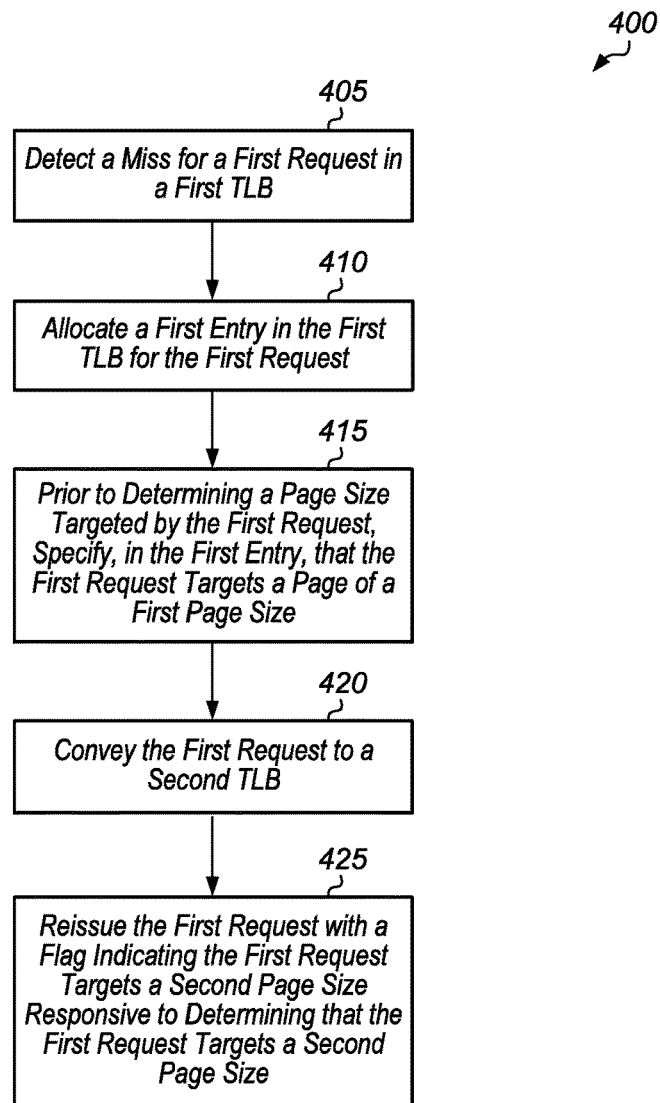 400
405
Detect a Miss for a First Request in
a First TLB
410
Allocate a First Entry in the First
TLB for the First Request
415
Prior to Determining a Page Size
Targeted by the First Request,
Specify, in the First Entry, that the
First Request Targets a Page of a
First Page Size
420
Convey the First Request to a
Second TLB
425
Reissue the First Request with a
Flag Indicating the First Request
Targets a Second Page Size
Responsive to Determining that the
First Request Targets a Second
Page Size